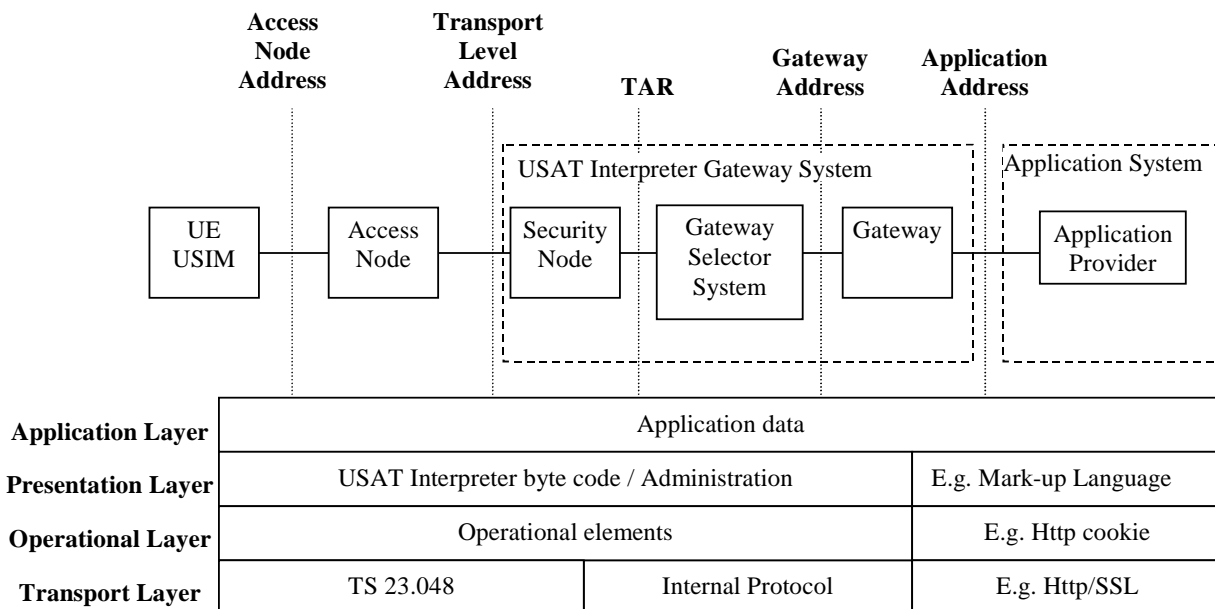 Access
Node
Address
Transport
Level
Address
TAR
Gateway
Address
Application
Address
USAT Interpreter Gateway System
Application System
UE
USIM
Access
Node
Security
Node
Gateway
Selector
System
Gateway
Application
Provider
Application Layer
Application data
Presentation Layer
USAT Interpreter byte code / Administration
E.g. Mark-up Language
Operational Layer
Operational elements
E.g. Http cookie
Transport Layer
TS 23.048
Internal Protocol
E.g. Http/SSL